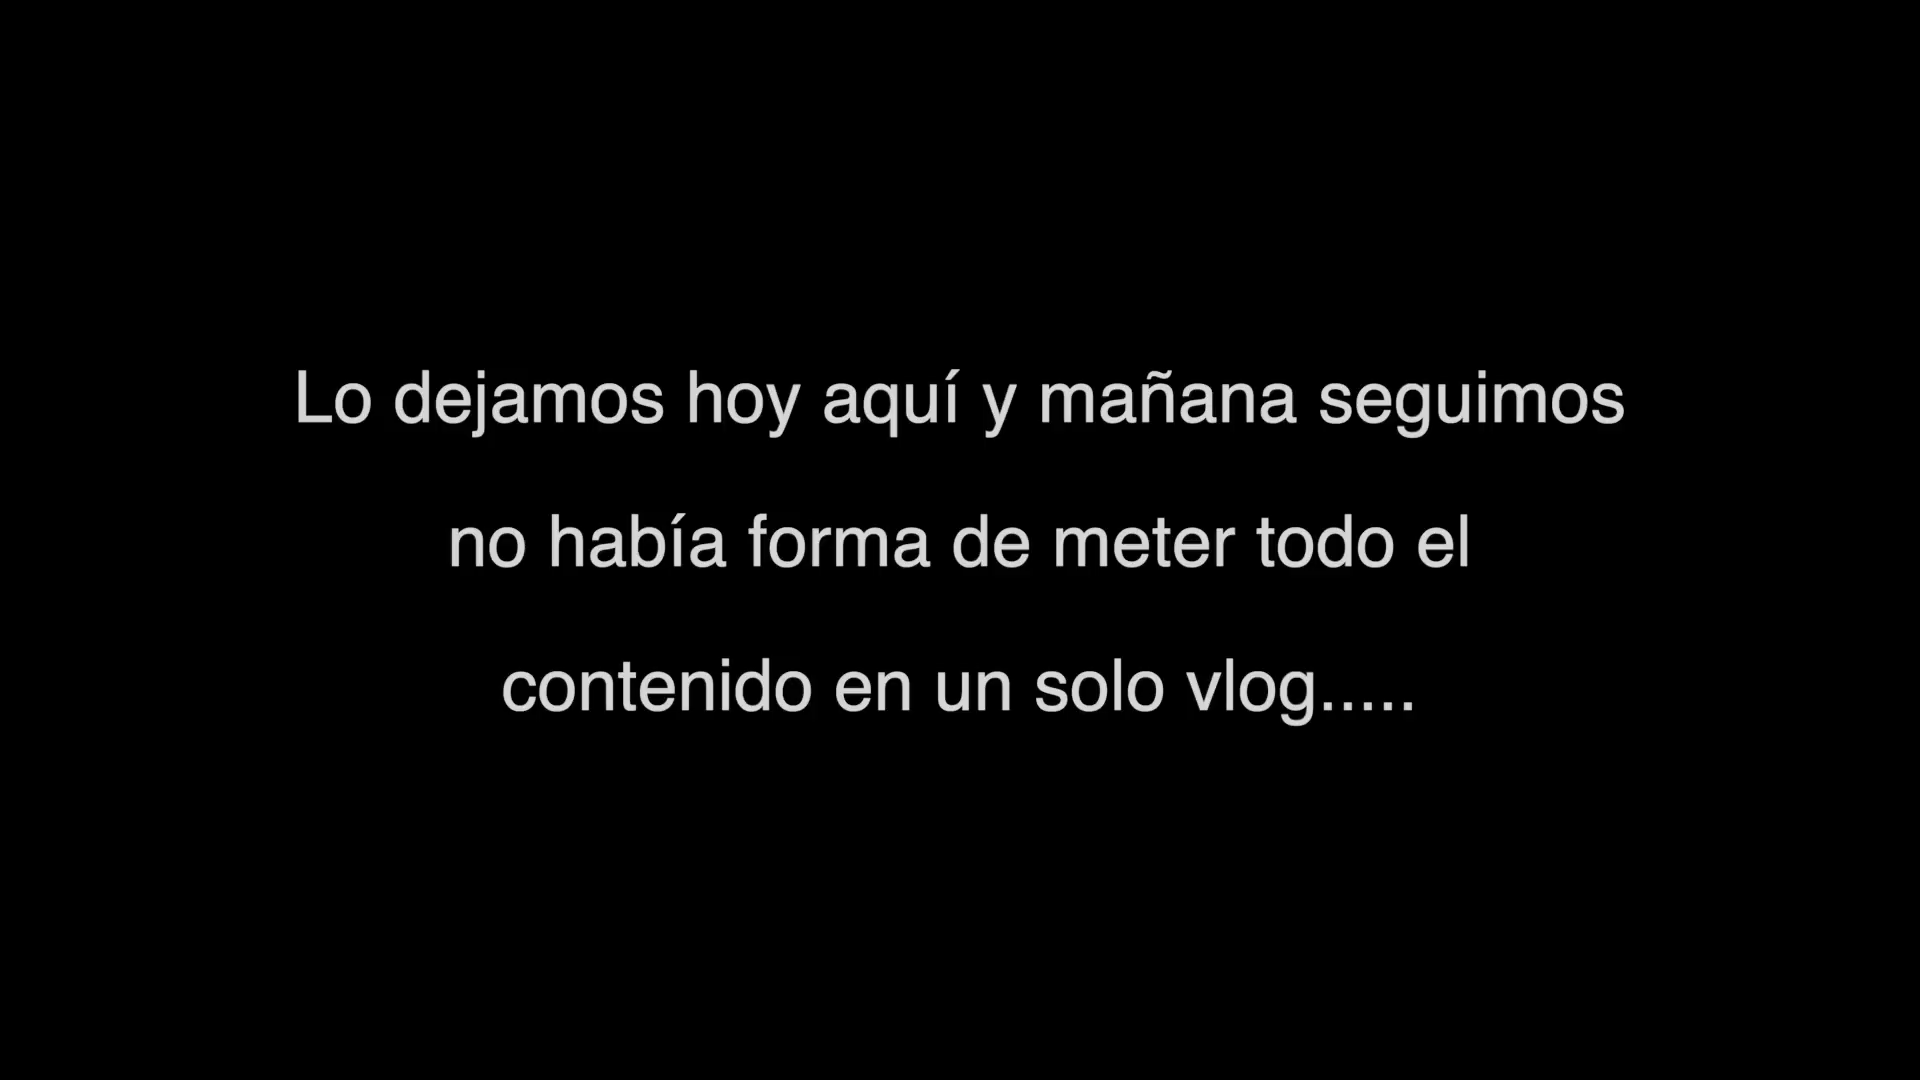 Lo dejamos hoy aquí y mañana seguimos
no había forma de meter todo el
contenido en un solo vlog.....